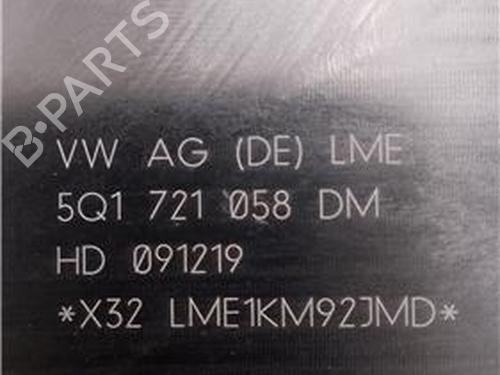 B-PARTS
VW AG (DE) LME
5Q1 721 058 DM
HD 091219
*X32 LME1KM92JMD*